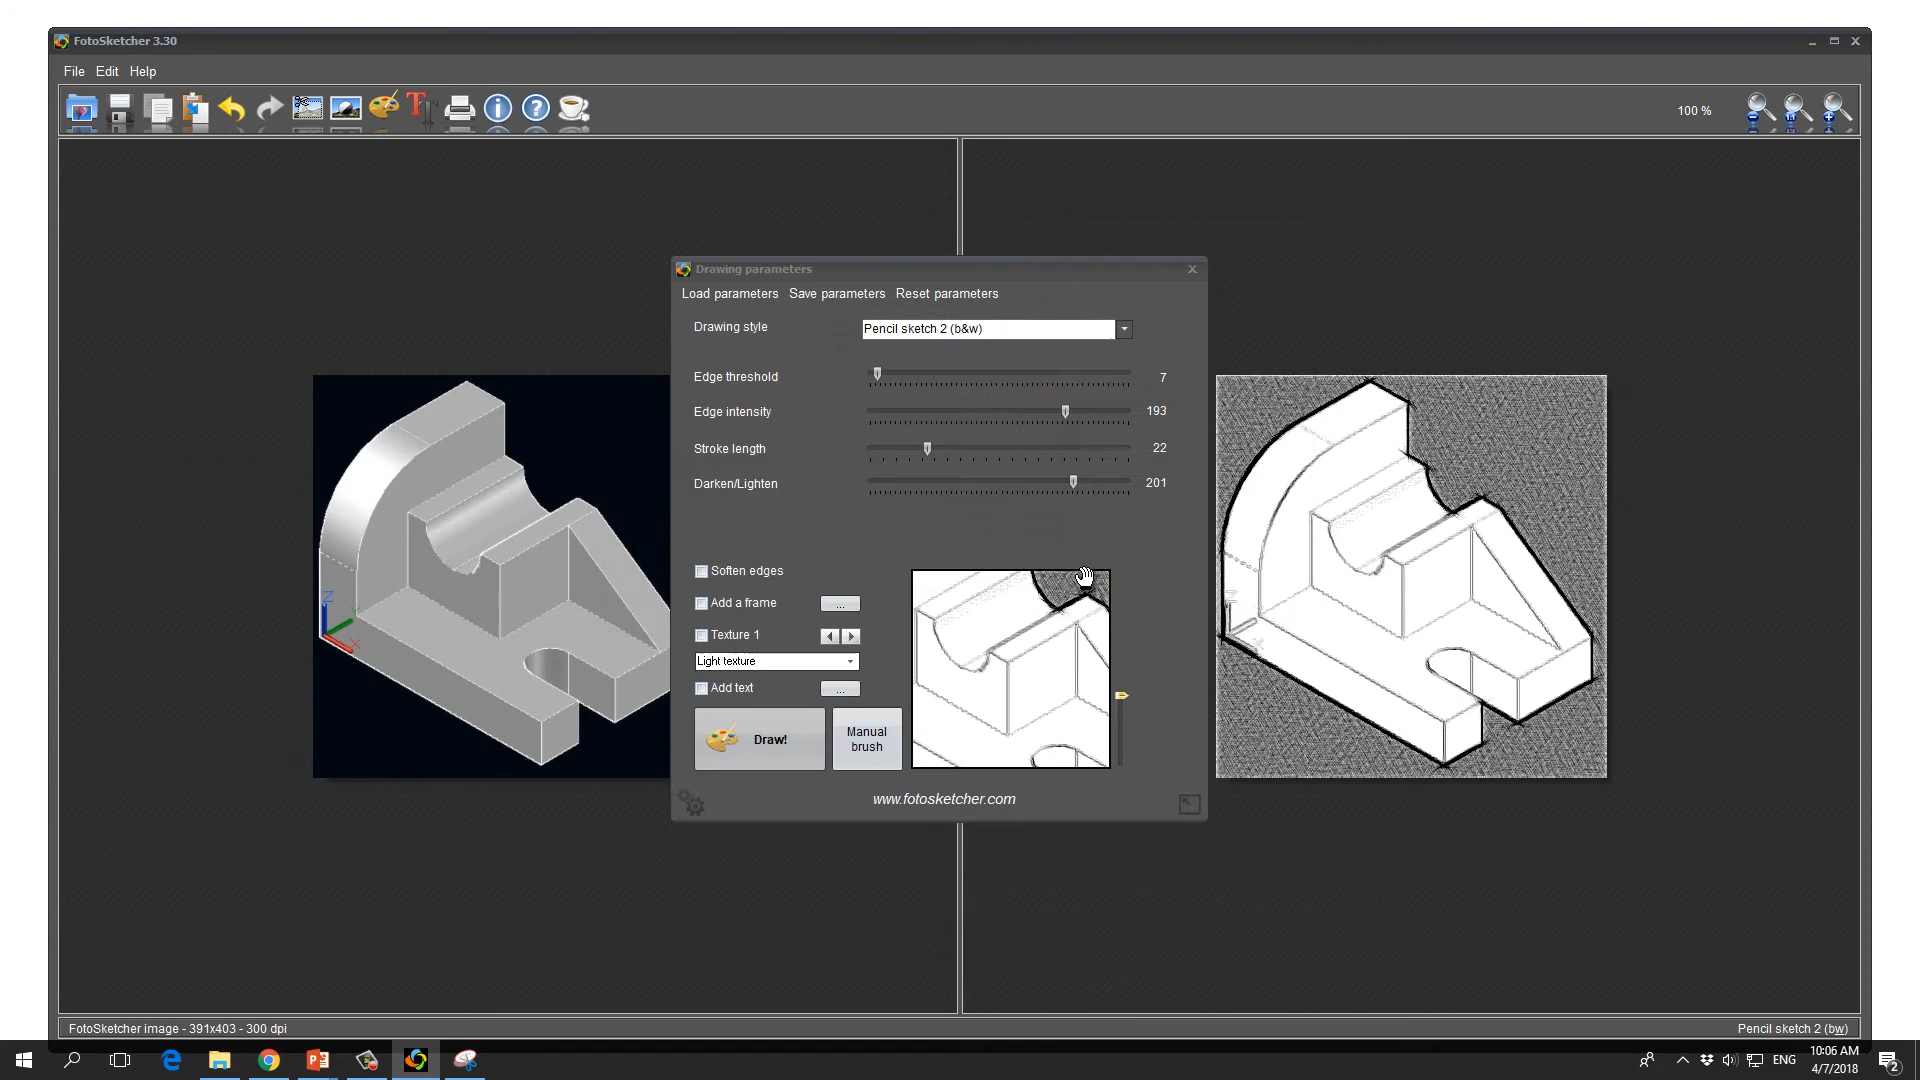 FotoSketcher 3.30
File Edit Help
100 %
Drawing parameters
Load parameters Save parameters Reset parameters
Drawing style Pencil sketch 2 (b&w)
Edge threshold 7
Edge intensity 193
Stroke length 22
Darken/Lighten 201
Soften edges
Add a frame ...
Texture 1
Light texture
Add text ...
Draw!
Manual
brush
www.fotosketcher.com
Z
Y
X
FotoSketcher image - 391x403 - 300 dpi
Pencil sketch 2 (bw)
ENG
10:06 AM
4/7/2018
2